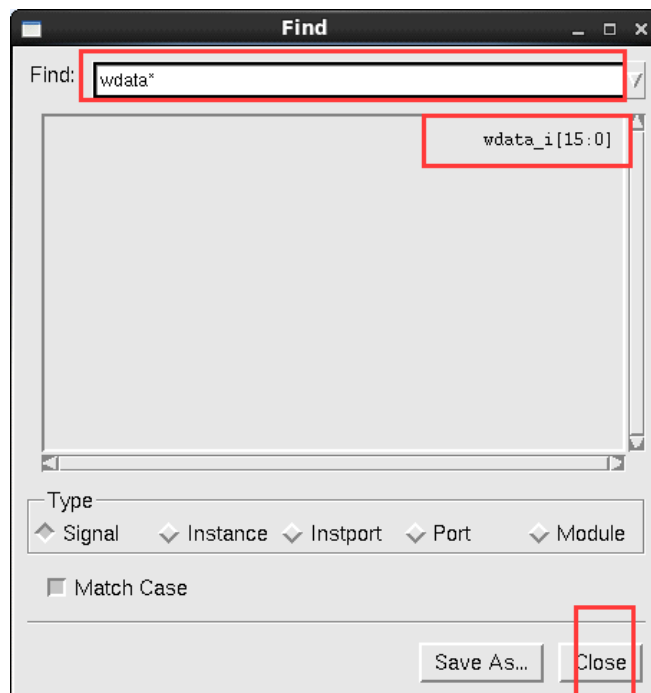 Find
Find: wdata*
wdata_i[15:0]
Type
Signal Instance Instport Port Module
Match Case
Save As... Close